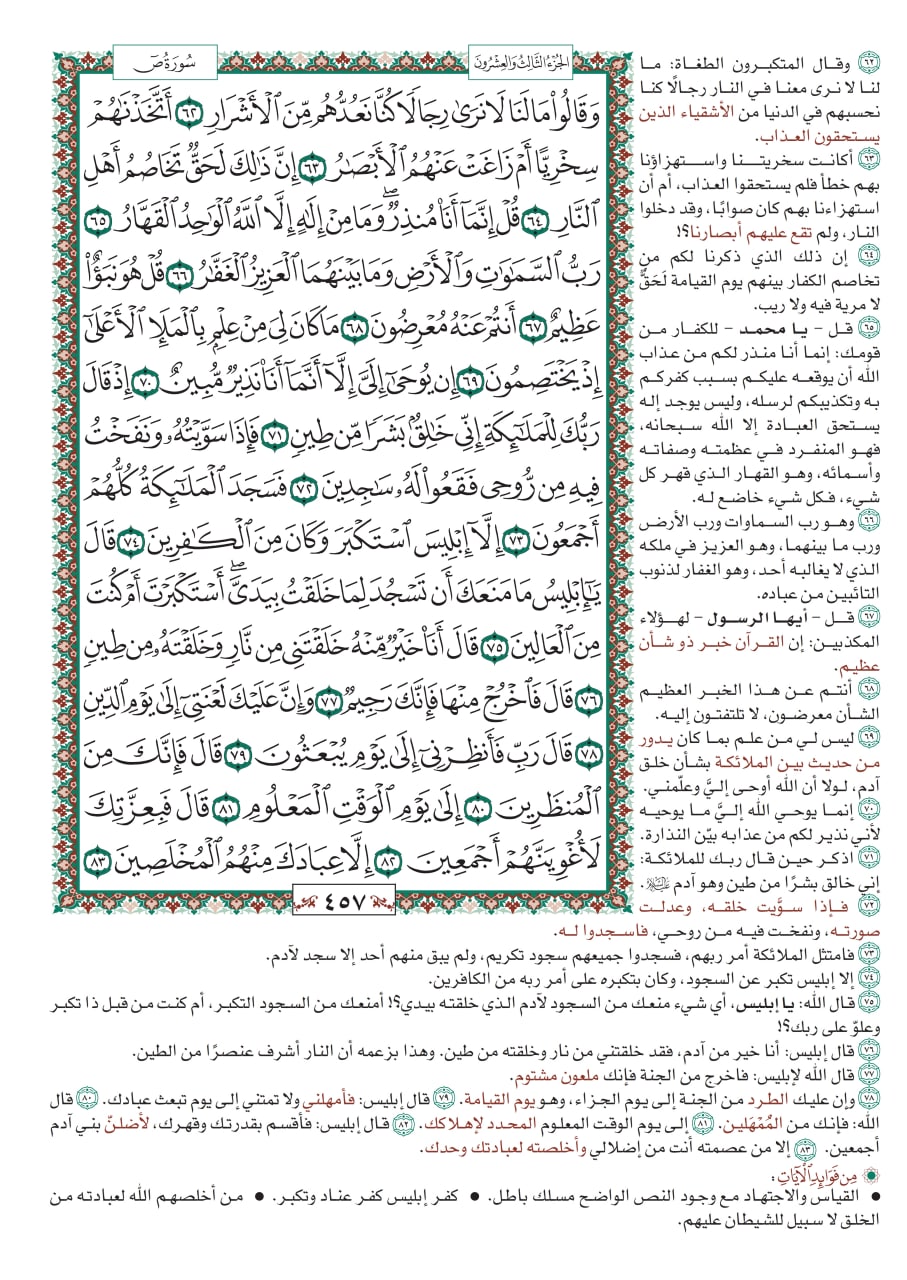 الجزء الثالث والعشرون
سورة ص
وَقَالُواْ مَا لَنَا لَا نَرَىٰ رِجَالٗا كُنَّا نَعُدُّهُم مِّنَ ٱلۡأَشۡرَارِ ٦٢ أَتَّخَذۡنَٰهُمۡ
سِخۡرِيًّا أَمۡ زَاغَتۡ عَنۡهُمُ ٱلۡأَبۡصَٰرُ ٦٣ إِنَّ ذَٰلِكَ لَحَقّٞ تَخَاصُمُ أَهۡلِ
ٱلنَّارِ ٦٤ قُلۡ إِنَّمَآ أَنَا۠ مُنذِرٞۖ وَمَا مِنۡ إِلَٰهٍ إِلَّا ٱللَّهُ ٱلۡوَٰحِدُ ٱلۡقَهَّارُ ٦٥
رَبُّ ٱلسَّمَٰوَٰتِ وَٱلۡأَرۡضِ وَمَا بَيۡنَهُمَا ٱلۡعَزِيزُ ٱلۡغَفَّٰرُ ٦٦ قُلۡ هُوَ نَبَؤٌاْ
عَظِيمٌ ٦٧ أَنتُمۡ عَنۡهُ مُعۡرِضُونَ ٦٨ مَا كَانَ لِيَ مِنۡ عِلۡمِۭ بِٱلۡمَلَإِ ٱلۡأَعۡلَىٰٓ
إِذۡ يَخۡتَصِمُونَ ٦٩ إِن يُوحَىٰٓ إِلَيَّ إِلَّآ أَنَّمَآ أَنَا۠ نَذِيرٞ مُّبِينٌ ٧٠ إِذۡ قَالَ
رَبُّكَ لِلۡمَلَٰٓئِكَةِ إِنِّي خَٰلِقُۢ بَشَرٗا مِّن طِينٖ ٧١ فَإِذَا سَوَّيۡتُهُۥ وَنَفَخۡتُ
فِيهِ مِن رُّوحِي فَقَعُواْ لَهُۥ سَٰجِدِينَ ٧٢ فَسَجَدَ ٱلۡمَلَٰٓئِكَةُ كُلُّهُمۡ
أَجۡمَعُونَ ٧٣ إِلَّآ إِبۡلِيسَ ٱسۡتَكۡبَرَ وَكَانَ مِنَ ٱلۡكَٰفِرِينَ ٧٤ قَالَ
يَٰٓإِبۡلِيسُ مَا مَنَعَكَ أَن تَسۡجُدَ لِمَا خَلَقۡتُ بِيَدَيَّۖ أَسۡتَكۡبَرۡتَ أَمۡ كُنتَ
مِنَ ٱلۡعَالِينَ ٧٥ قَالَ أَنَا۠ خَيۡرٞ مِّنۡهُ خَلَقۡتَنِي مِن نَّارٖ وَخَلَقۡتَهُۥ مِن طِينٖ
٧٦ قَالَ فَٱخۡرُجۡ مِنۡهَا فَإِنَّكَ رَجِيمٞ ٧٧ وَإِنَّ عَلَيۡكَ لَعۡنَتِيٓ إِلَىٰ يَوۡمِ ٱلدِّينِ
٧٨ قَالَ رَبِّ فَأَنظِرۡنِيٓ إِلَىٰ يَوۡمِ يُبۡعَثُونَ ٧٩ قَالَ فَإِنَّكَ مِنَ
ٱلۡمُنظَرِينَ ٨٠ إِلَىٰ يَوۡمِ ٱلۡوَقۡتِ ٱلۡمَعۡلُومِ ٨١ قَالَ فَبِعِزَّتِكَ
لَأُغۡوِيَنَّهُمۡ أَجۡمَعِينَ ٨٢ إِلَّا عِبَادَكَ مِنۡهُمُ ٱلۡمُخۡلَصِينَ ٨٣
٤٥٧
٦٢ وقال المتكبرون الطغاة: ما
لنا لا نرى معنا في النار رجالًا كنا
نحسبهم في الدنيا من الأشقياء الذين
يستحقون العذاب.
٦٣ أكانت سخريتنا واستهزاؤنا
بهم خطأ فلم يستحقوا العذاب، أم أن
استهزاءنا بهم كان صوابًا، وقد دخلوا
النار، ولم تقع عليهم أبصارنا؟!
٦٤ إن ذلك الذي ذكرنا لكم من
تخاصم الكفار بينهم يوم القيامة لَحَقٌّ
لا مرية فيه ولا ريب.
٦٥ قل - يا محمد - للكفار من
قومك: إنما أنا منذر لكم من عذاب
الله أن يوقعه عليكم بسبب كفركم
به وتكذيبكم لرسله، وليس يوجد إله
يستحق العبادة إلا الله سبحانه،
فهو المنفرد في عظمته وصفاته
وأسمائه، وهو القهار الذي قهر كل
شيء، فكل شيء خاضع له.
٦٦ وهو رب السماوات ورب الأرض
ورب ما بينهما، وهو العزيز في ملكه
الذي لا يغالبه أحد، وهو الغفار لذنوب
التائبين من عباده.
٦٧ قل - أيها الرسول - لهؤلاء
المكذبين: إن القرآن خبر ذو شأن
عظيم.
٦٨ أنتم عن هذا الخبر العظيم
الشأن معرضون، لا تلتفتون إليه.
٦٩ ليس لي من علم بما كان يدور
من حديث بين الملائكة بشأن خلق
آدم، لولا أن الله أوحى إليَّ وعلَّمني.
٧٠ إنما يوحي الله إليَّ ما يوحيه
لأني نذير لكم من عذابه بيّن النذارة.
٧١ اذكر حين قال ربك للملائكة:
إني خالق بشرًا من طين وهو آدم عليه السلام.
٧٢ فإذا سوَّيت خلقه، وعدلت
صورته، ونفخت فيه من روحي، فاسجدوا له.
٧٣ فامتثل الملائكة أمر ربهم، فسجدوا جميعهم سجود تكريم، ولم يبق منهم أحد إلا سجد لآدم.
٧٤ إلا إبليس تكبر عن السجود، وكان بتكبره على أمر ربه من الكافرين.
٧٥ قال الله: يا إبليس، أي شيء منعك من السجود لآدم الذي خلقته بيدي؟! أمنعك من السجود التكبر، أم كنت من قبل ذا تكبر
وعلوّ على ربك؟!
٧٦ قال إبليس: أنا خير من آدم، فقد خلقتني من نار وخلقته من طين. وهذا بزعمه أن النار أشرف عنصرًا من الطين.
٧٧ قال الله لإبليس: فاخرج من الجنة فإنك ملعون مشتوم.
٧٨ وإن عليك الطرد من الجنة إلى يوم الجزاء، وهو يوم القيامة. ٧٩ قال إبليس: فأمهلني ولا تمتني إلى يوم تبعث عبادك. ٨٠ قال
الله: فإنك من المُمْهَلين. ٨١ إلى يوم الوقت المعلوم المحدد لإهلاكك. ٨٢ قال إبليس: فأقسم بقدرتك وقهرك، لأضلنّ بني آدم
أجمعين. ٨٣ إلا من عصمته أنت من إضلالي وأخلصته لعبادتك وحدك.
من فوائد الآيات:
• القياس والاجتهاد مع وجود النص الواضح مسلك باطل. • كفر إبليس كفر عناد وتكبر. • من أخلصهم الله لعبادته من
الخلق لا سبيل للشيطان عليهم.